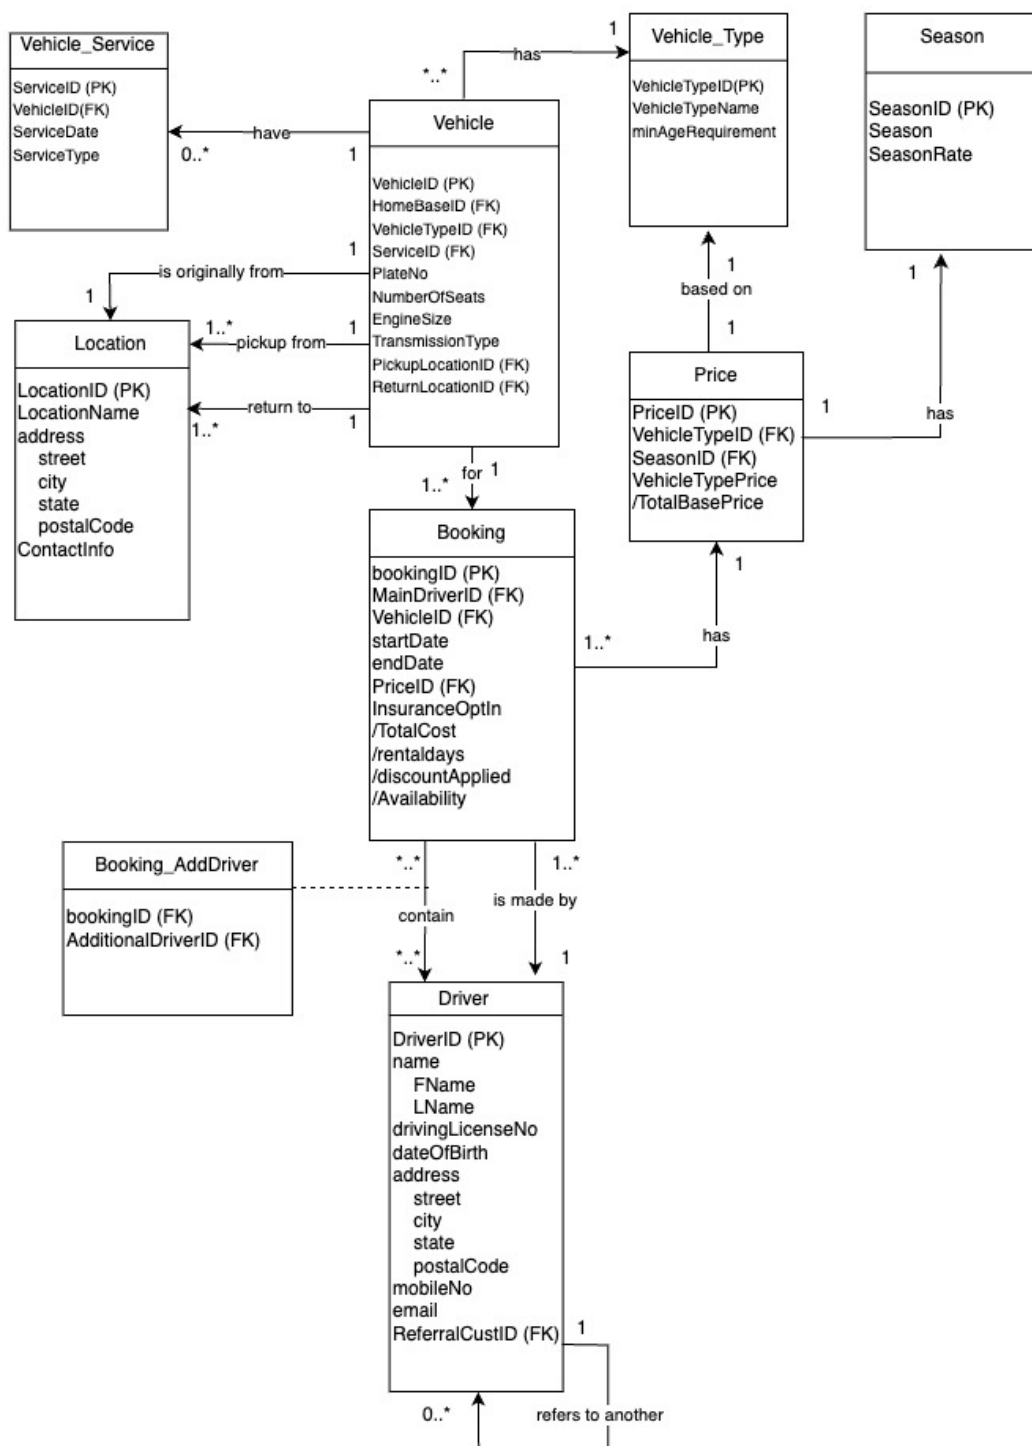 Vehicle_Service
ServiceID (PK)
VehicleID(FK)
ServiceDate
ServiceType
have
0..*
1
Vehicle
VehicleID (PK)
HomeBaseID (FK)
VehicleTypeID (FK)
ServiceID (FK)
PlateNo
NumberOfSeats
EngineSize
TransmissionType
PickupLocationID (FK)
ReturnLocationID (FK)
*..*
has
1
Vehicle_Type
VehicleTypeID(PK)
VehicleTypeName
minAgeRequirement
Season
SeasonID (PK)
Season
SeasonRate
1
is originally from
1
1..*
pickup from
1
return to
1..*
1
Location
LocationID (PK)
LocationName
address
street
city
state
postalCode
ContactInfo
1
based on
1
Price
PriceID (PK)
VehicleTypeID (FK)
SeasonID (FK)
VehicleTypePrice
/TotalBasePrice
1
has
1
for
1
1..*
Booking
bookingID (PK)
MainDriverID (FK)
VehicleID (FK)
startDate
endDate
PriceID (FK)
InsuranceOptIn
/TotalCost
/rentaldays
/discountApplied
/Availability
1..*
has
1
Booking_AddDriver
bookingID (FK)
AdditionalDriverID (FK)
*..*
contain
*..*
1..*
is made by
1
Driver
DriverID (PK)
name
FName
LName
drivingLicenseNo
dateOfBirth
address
street
city
state
postalCode
mobileNo
email
ReferralCustID (FK)
1
0..*
refers to another